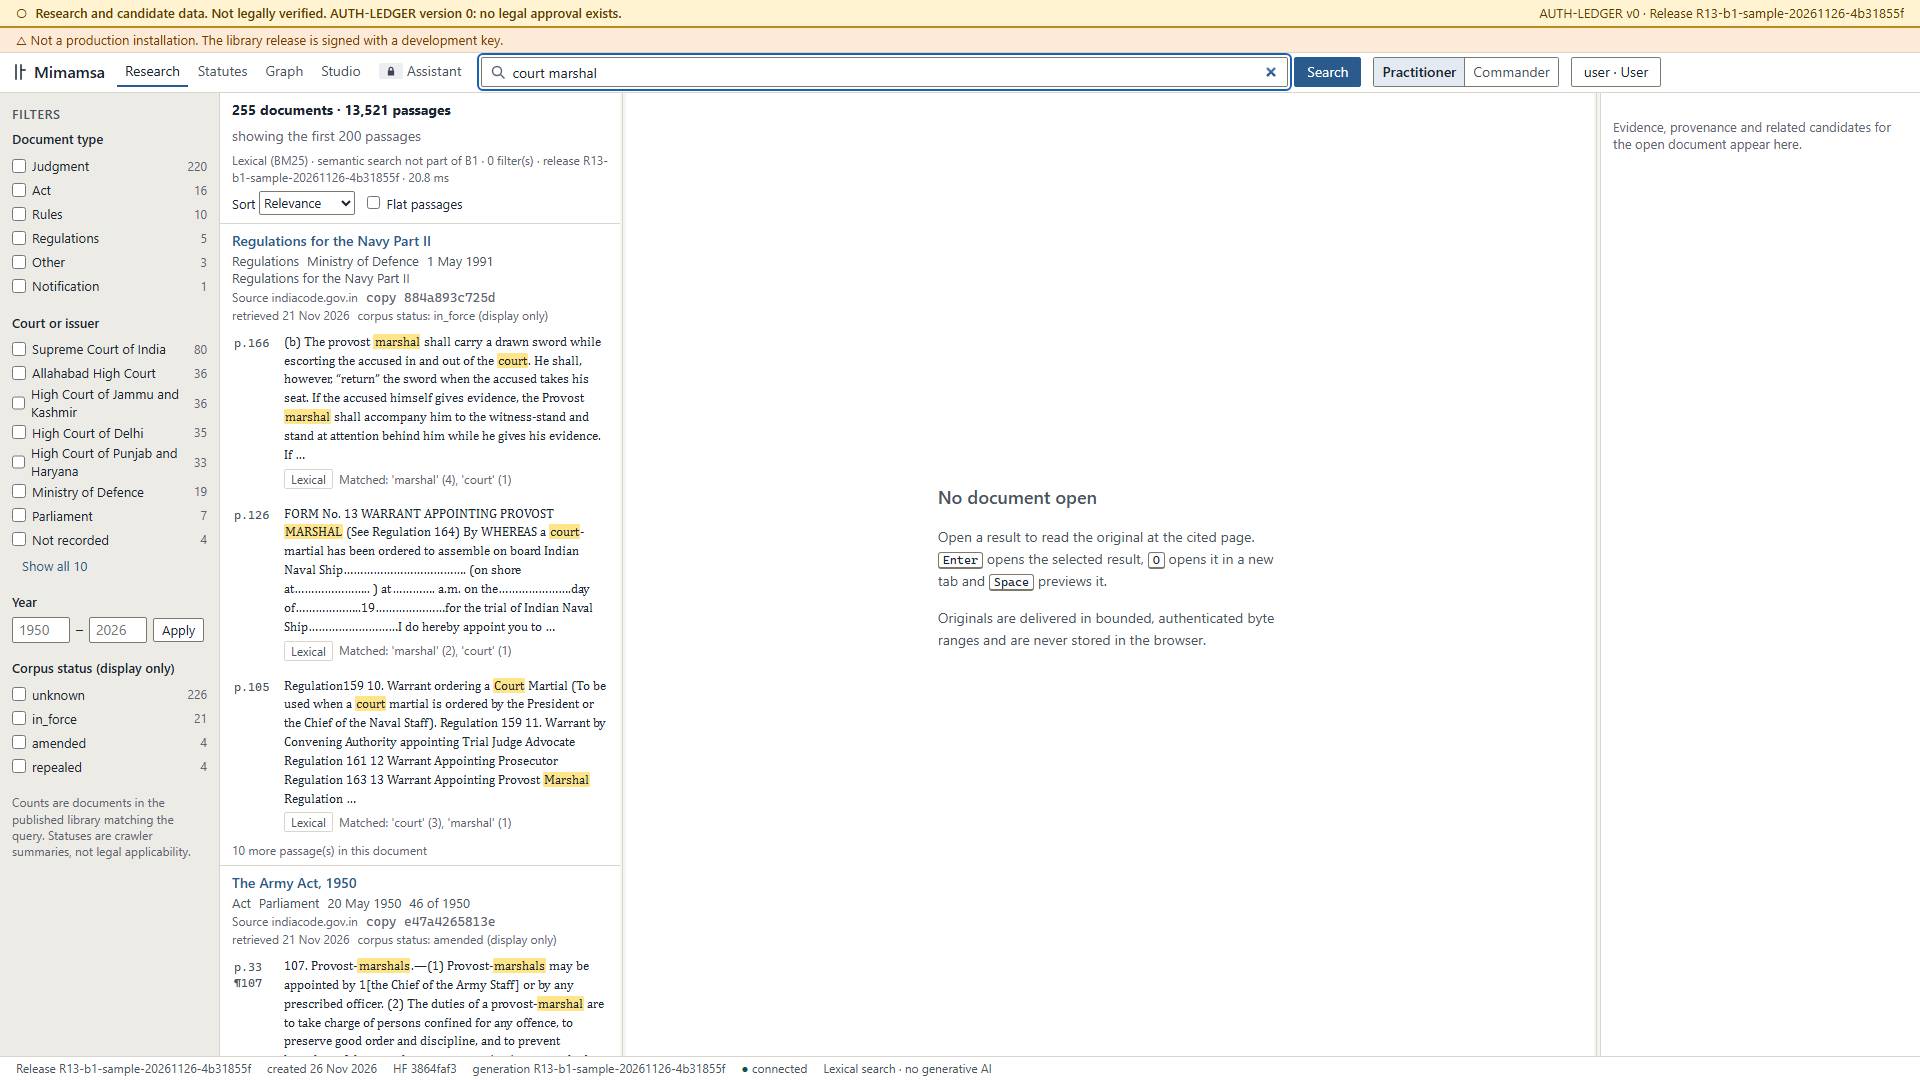 Research and candidate data. Not legally verified. AUTH-LEDGER version 0: no legal approval exists.
AUTH-LEDGER v0 · Release R13-b1-sample-20261126-4b31855f
⚠ Not a production installation. The library release is signed with a development key.
Mimamsa
Research
Statutes
Graph
Studio
Assistant
court marshal
Search
Practitioner
Commander
user · User
FILTERS
Document type
Judgment 220
Act 16
Rules 10
Regulations 5
Other 3
Notification 1
Court or issuer
Supreme Court of India 80
Allahabad High Court 36
High Court of Jammu and
Kashmir 36
High Court of Delhi 35
High Court of Punjab and
Haryana 33
Ministry of Defence 19
Parliament 7
Not recorded 4
Show all 10
Year
1950 – 2026 Apply
Corpus status (display only)
unknown 226
in_force 21
amended 4
repealed 4
Counts are documents in the
published library matching the
query. Statuses are crawler
summaries, not legal applicability.
255 documents · 13,521 passages
showing the first 200 passages
Lexical (BM25) · semantic search not part of B1 · 0 filter(s) · release R13-
b1-sample-20261126-4b31855f · 20.8 ms
Sort Relevance Flat passages
Regulations for the Navy Part II
Regulations Ministry of Defence 1 May 1991
Regulations for the Navy Part II
Source indiacode.gov.in copy 884a893c725d
retrieved 21 Nov 2026 corpus status: in_force (display only)
p.166 (b) The provost marshal shall carry a drawn sword while
escorting the accused in and out of the court. He shall,
however, “return” the sword when the accused takes his
seat. If the accused himself gives evidence, the Provost
marshal shall accompany him to the witness-stand and
stand at attention behind him while he gives his evidence.
If ...
Lexical Matched: 'marshal' (4), 'court' (1)
p.126 FORM No. 13 WARRANT APPOINTING PROVOST
MARSHAL (See Regulation 164) By WHEREAS a court-
martial has been ordered to assemble on board Indian
Naval Ship.................................... (on shore
at...................... ) at ............ a.m. on the.....................day
of....................19....................for the trial of Indian Naval
Ship..........................I do hereby appoint you to ...
Lexical Matched: 'marshal' (2), 'court' (1)
p.105 Regulation159 10. Warrant ordering a Court Martial (To be
used when a court martial is ordered by the President or
the Chief of the Naval Staff). Regulation 159 11. Warrant by
Convening Authority appointing Trial Judge Advocate
Regulation 161 12 Warrant Appointing Prosecutor
Regulation 163 13 Warrant Appointing Provost Marshal
Regulation ...
Lexical Matched: 'court' (3), 'marshal' (1)
10 more passage(s) in this document
The Army Act, 1950
Act Parliament 20 May 1950 46 of 1950
Source indiacode.gov.in copy e47a4265813e
retrieved 21 Nov 2026 corpus status: amended (display only)
p.33 107. Provost-marshals.—(1) Provost-marshals may be
¶107 appointed by 1[the Chief of the Army Staff] or by any
prescribed officer. (2) The duties of a provost-marshal are
to take charge of persons confined for any offence, to
preserve good order and discipline, and to prevent
No document open
Open a result to read the original at the cited page.
Enter opens the selected result, O opens it in a new
tab and Space previews it.
Originals are delivered in bounded, authenticated byte
ranges and are never stored in the browser.
Evidence, provenance and related candidates for
the open document appear here.
Release R13-b1-sample-20261126-4b31855f created 26 Nov 2026 HF 3864faf3 generation R13-b1-sample-20261126-4b31855f ● connected Lexical search · no generative AI